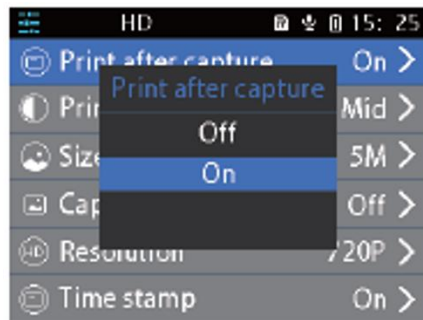 HD 15: 25
Print after capture On
Print after capture
Mid
Off
Size 5M
On
Off
Resolution 720P
Time stamp On